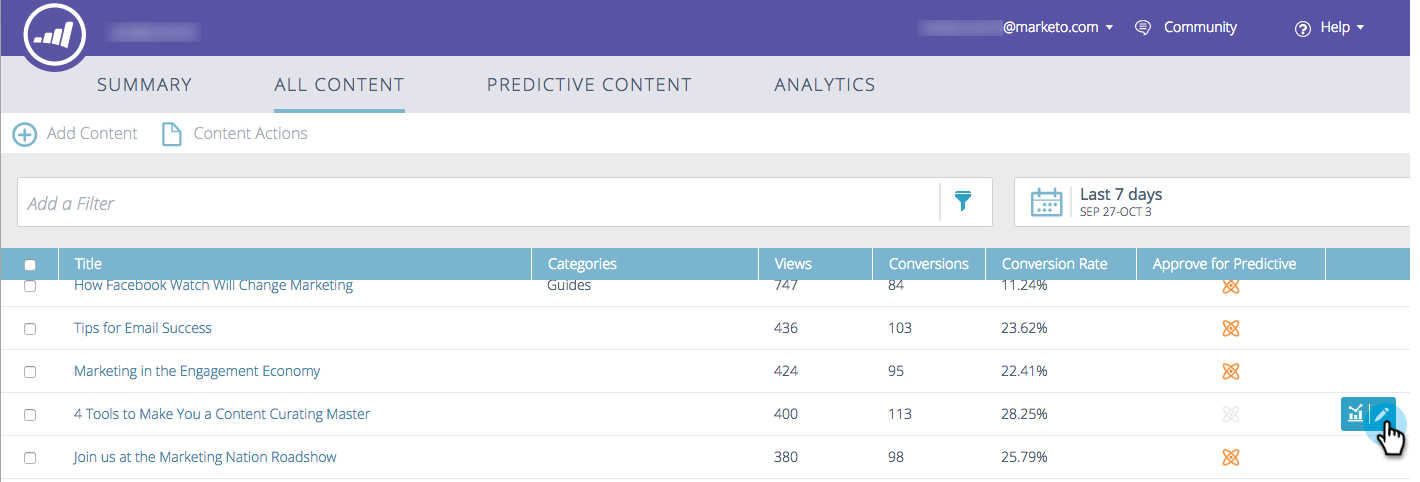 @marketo.com Community Help
SUMMARY ALL CONTENT PREDICTIVE CONTENT ANALYTICS
Add Content Content Actions
Add a Filter Last 7 days
SEP 27-OCT 3
Title Categories Views Conversions Conversion Rate Approve for Predictive
How Facebook Watch Will Change Marketing Guides 747 84 11.24%
Tips for Email Success 436 103 23.62%
Marketing in the Engagement Economy 424 95 22.41%
4 Tools to Make You a Content Curating Master 400 113 28.25%
Join us at the Marketing Nation Roadshow 380 98 25.79%